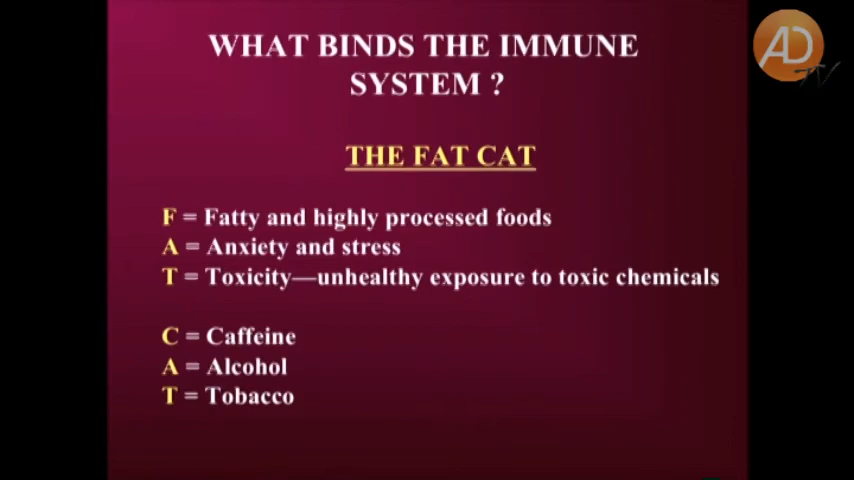 WHAT BINDS THE IMMUNE
SYSTEM ?
THE FAT CAT
F = Fatty and highly processed foods
A = Anxiety and stress
T = Toxicity—unhealthy exposure to toxic chemicals
C = Caffeine
A = Alcohol
T = Tobacco
AD
TV